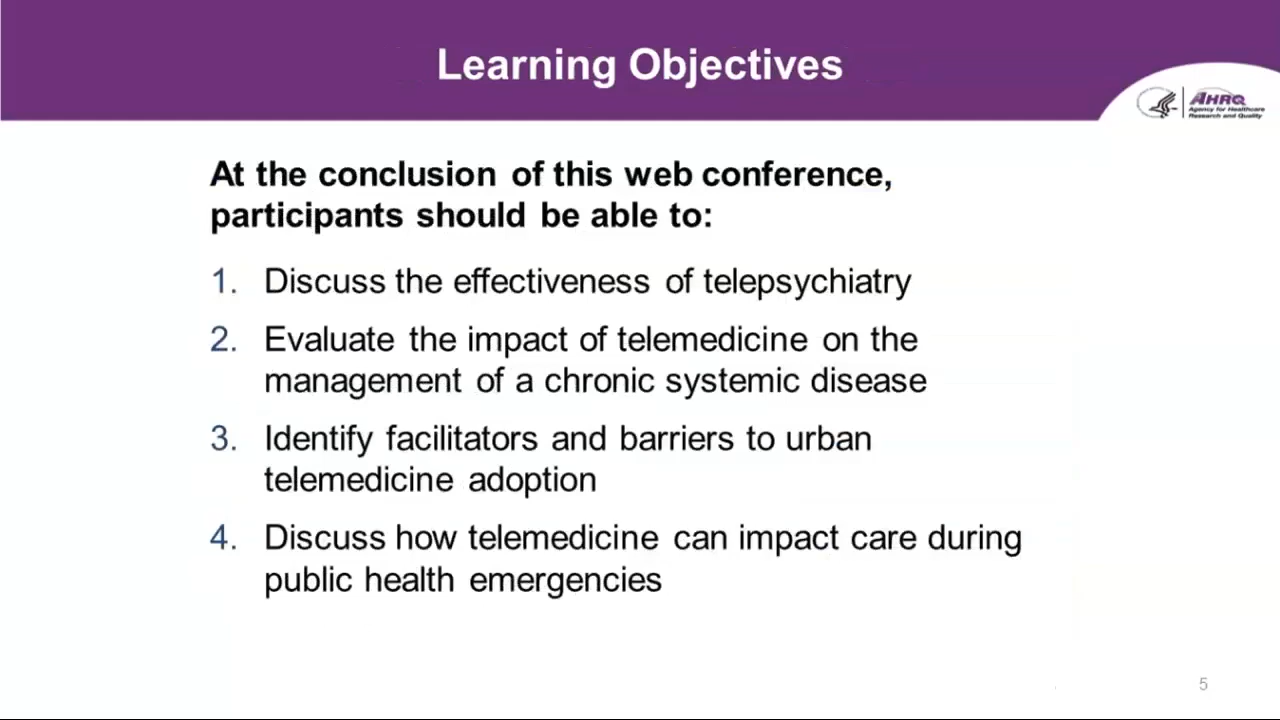 Learning Objectives
AHRQ
Agency for Healthcare
Research and Quality
At the conclusion of this web conference,
participants should be able to:
1. Discuss the effectiveness of telepsychiatry
2. Evaluate the impact of telemedicine on the
management of a chronic systemic disease
3. Identify facilitators and barriers to urban
telemedicine adoption
4. Discuss how telemedicine can impact care during
public health emergencies
5